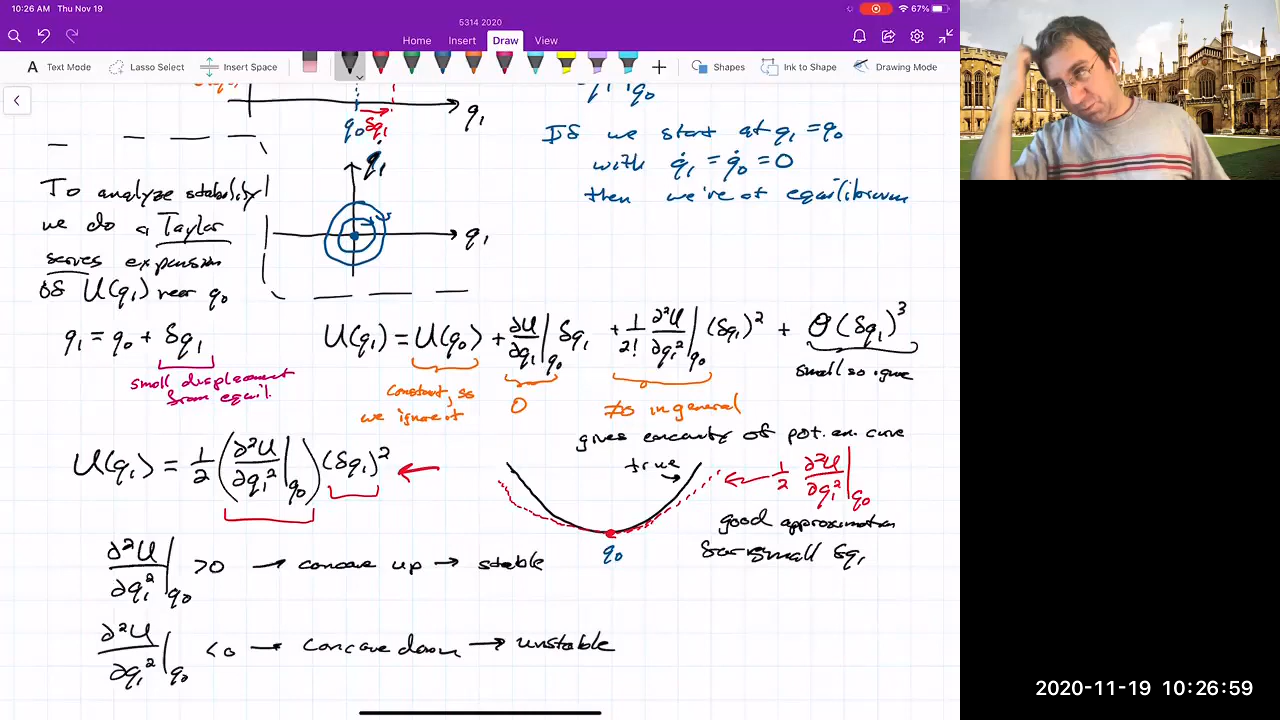 10:26 AM Thu Nov 19
67%
5314 2020
Home Insert Draw View
Text Mode Lasso Select Insert Space Shapes Ink to Shape Drawing Mode
q₀ δq₁ q₁
q₀
If we start at q₁ = q₀
with q̇₁ = q̇₀ = 0
then we're at equilibrium
q̇₁
q₁
To analyze stability
we do a Taylor
series expansion
of U(q₁) near q₀
q₁ = q₀ + δq₁
small displacement
from equil.
U(q₁) = U(q₀) + ∂U/∂q₁|q₀ δq₁ + 1/2! ∂²U/∂q₁²|q₀ (δq₁)² + O(δq₁)³
constant, so
we ignore it
0
≠0 in general
small so ignore
gives concavity of pot. en. curve
U(q₁) = 1/2 (∂²U/∂q₁²|q₀) (δq₁)²
true
1/2 ∂²U/∂q₁²|q₀
good approximation
for small δq₁
q₀
∂²U/∂q₁²|q₀ >0 → concave up → stable
∂²U/∂q₁²|q₀ <0 → concave down → unstable
2020-11-19 10:26:59